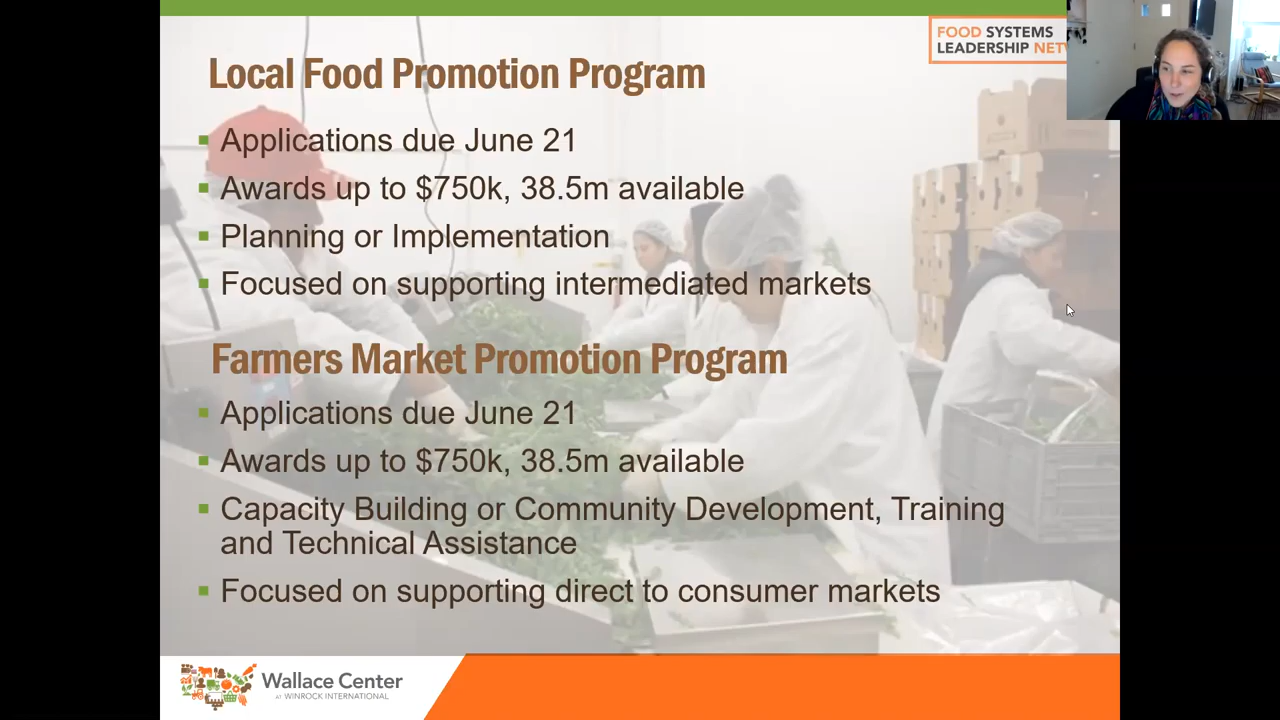 FOOD SYSTEMS
LEADERSHIP
Local Food Promotion Program
Applications due June 21
Awards up to $750k, 38.5m available
Planning or Implementation
Focused on supporting intermediated markets
Farmers Market Promotion Program
Applications due June 21
Awards up to $750k, 38.5m available
Capacity Building or Community Development, Training
and Technical Assistance
Focused on supporting direct to consumer markets
Wallace Center
AT WINROCK INTERNATIONAL